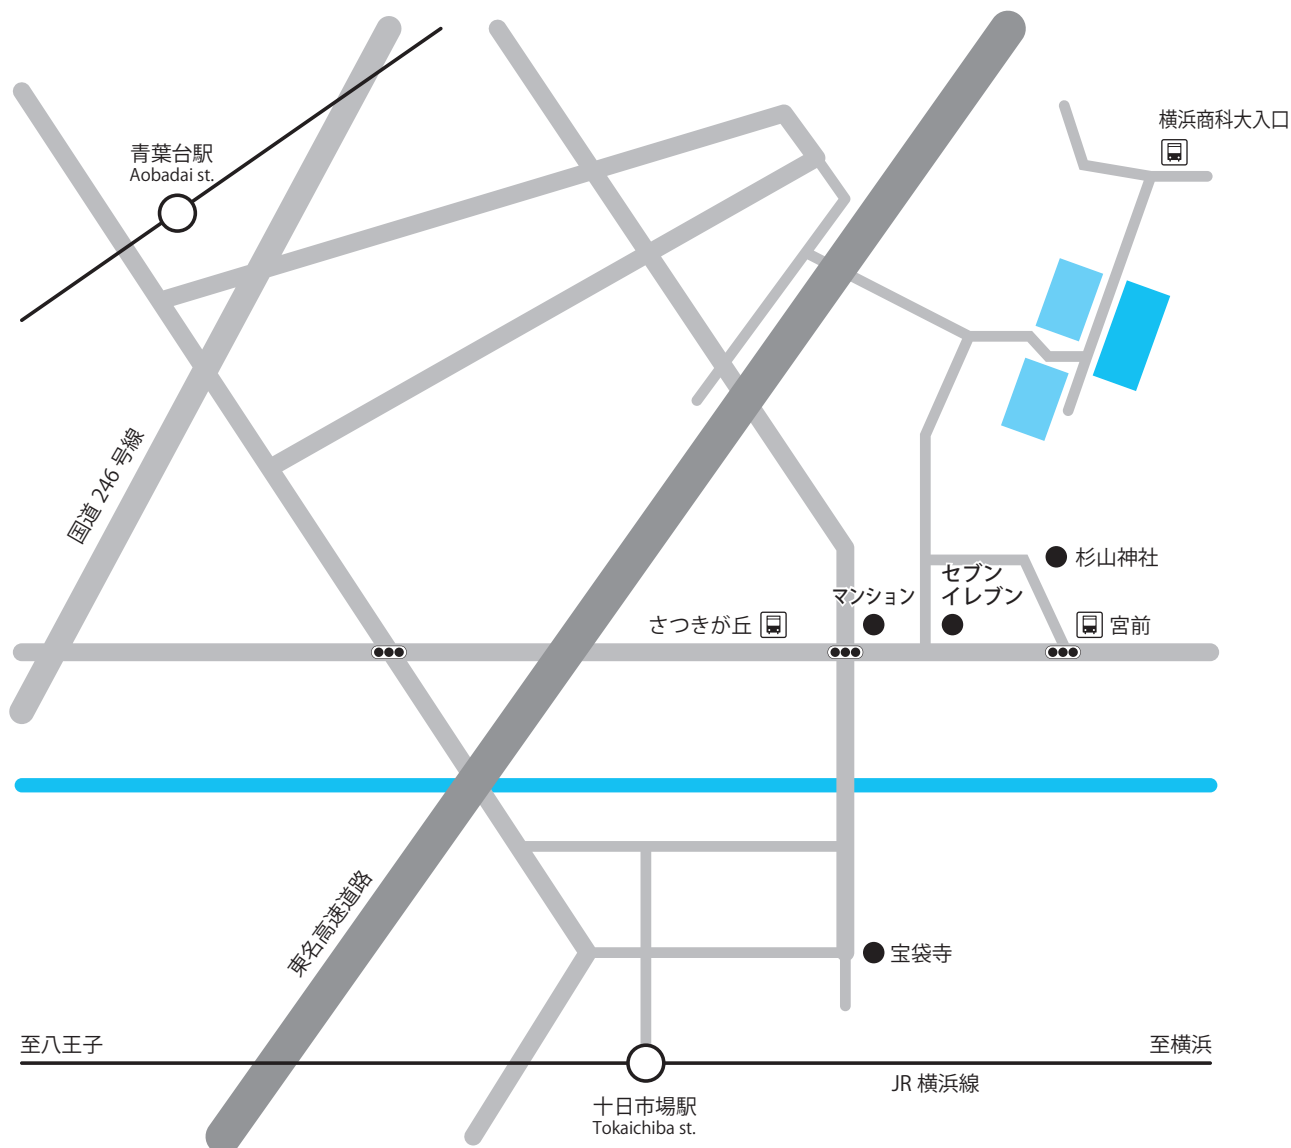 横浜商科大入口
青葉台駅
Aobadai st.
国道 246 号線
杉山神社
セブン
イレブン
マンション
さつきが丘
宮前
東名高速道路
宝袋寺
至八王子
至横浜
JR 横浜線
十日市場駅
Tokaichiba st.